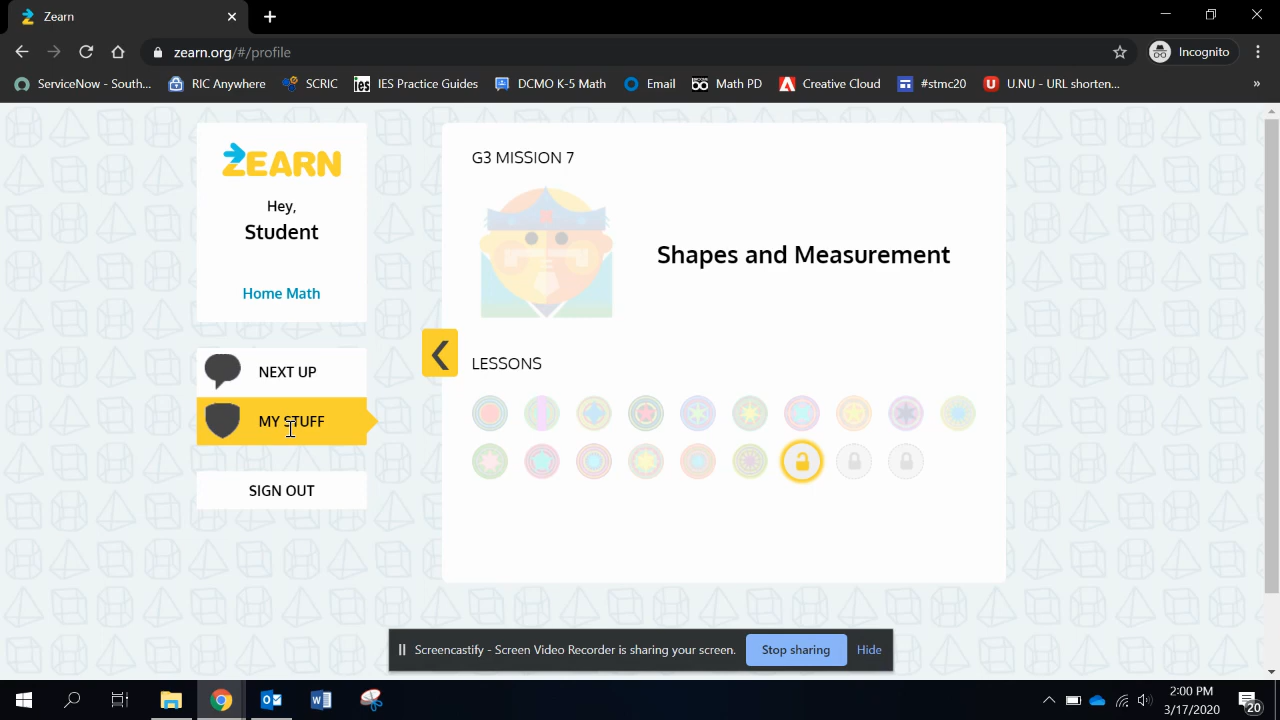 Zearn
zearn.org/#/profile
Incognito
ServiceNow - South...
RIC Anywhere
SCRIC
ies
IES Practice Guides
DCMO K-5 Math
Email
Math PD
Creative Cloud
#stmc20
U.NU - URL shorten...
»
ZEARN
Hey,
Student
Home Math
NEXT UP
MY STUFF
SIGN OUT
G3 MISSION 7
Shapes and Measurement
LESSONS
Screencastify - Screen Video Recorder is sharing your screen.
Stop sharing
Hide
2:00 PM
3/17/2020
20